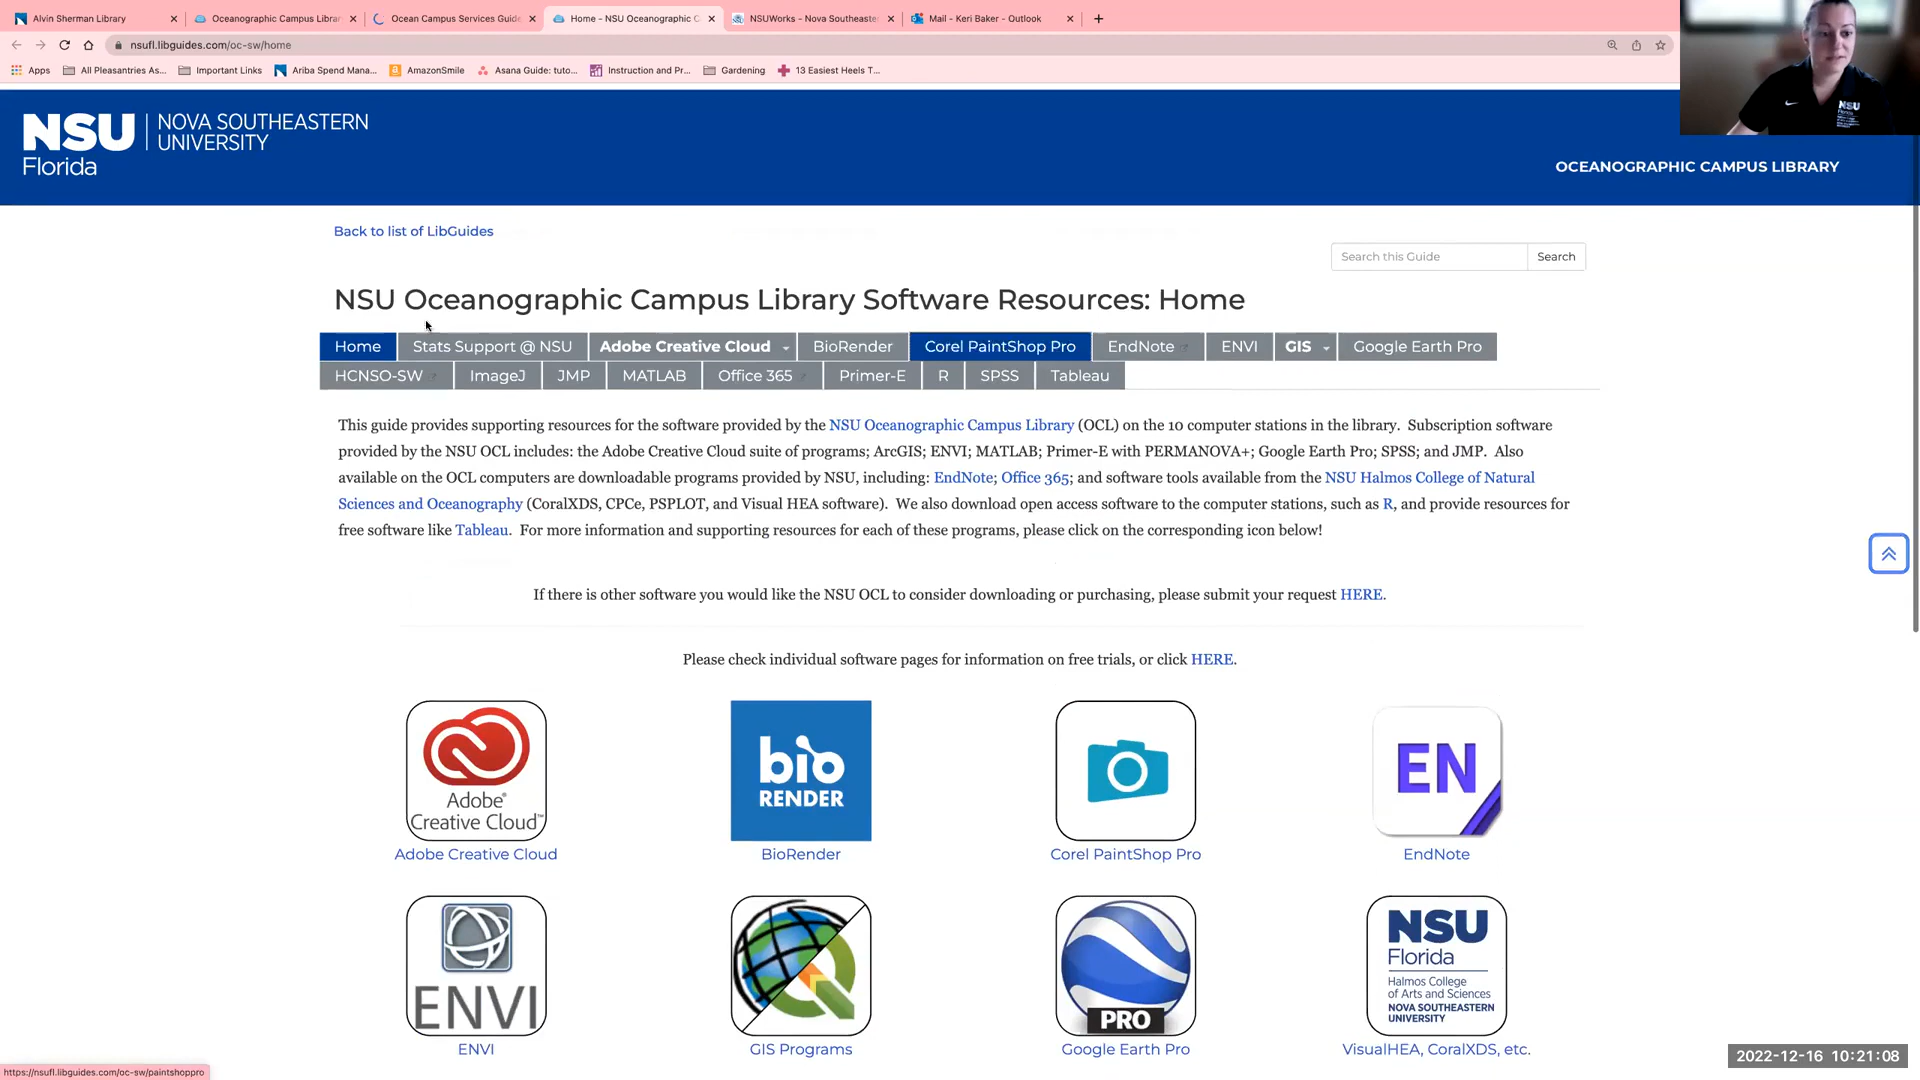 Alvin Sherman Library
Oceanographic Campus Librar
Ocean Campus Services Guide
Home - NSU Oceanographic C
NSUWorks - Nova Southeaster
Mail - Keri Baker - Outlook
nsufl.libguides.com/oc-sw/home
Apps
All Pleasantries As...
Important Links
Ariba Spend Mana...
AmazonSmile
Asana Guide: tuto...
Instruction and Pr...
Gardening
13 Easiest Heels T...
NSU Florida
NOVA SOUTHEASTERN UNIVERSITY
OCEANOGRAPHIC CAMPUS LIBRARY
Back to list of LibGuides
Search this Guide
Search
NSU Oceanographic Campus Library Software Resources: Home
Home Stats Support @ NSU Adobe Creative Cloud BioRender Corel PaintShop Pro EndNote ENVI GIS Google Earth Pro
HCNSO-SW ImageJ JMP MATLAB Office 365 Primer-E R SPSS Tableau
This guide provides supporting resources for the software provided by the NSU Oceanographic Campus Library (OCL) on the 10 computer stations in the library. Subscription software
provided by the NSU OCL includes: the Adobe Creative Cloud suite of programs; ArcGIS; ENVI; MATLAB; Primer-E with PERMANOVA+; Google Earth Pro; SPSS; and JMP. Also
available on the OCL computers are downloadable programs provided by NSU, including: EndNote; Office 365; and software tools available from the NSU Halmos College of Natural
Sciences and Oceanography (CoralXDS, CPCe, PSPLOT, and Visual HEA software). We also download open access software to the computer stations, such as R, and provide resources for
free software like Tableau. For more information and supporting resources for each of these programs, please click on the corresponding icon below!
If there is other software you would like the NSU OCL to consider downloading or purchasing, please submit your request HERE.
Please check individual software pages for information on free trials, or click HERE.
Adobe®
Creative Cloud™
bio
RENDER
EN
Adobe Creative Cloud
BioRender
Corel PaintShop Pro
EndNote
ENVI
PRO
NSU
Florida
Halmos College
of Arts and Sciences
NOVA SOUTHEASTERN
UNIVERSITY
ENVI
GIS Programs
Google Earth Pro
VisualHEA, CoralXDS, etc.
https://nsufl.libguides.com/oc-sw/paintshoppro
2022-12-16 10:21:08
NSU
Florida